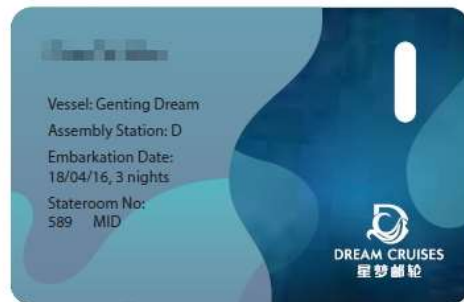 Vessel: Genting Dream
Assembly Station: D
Embarkation Date:
18/04/16, 3 nights
Stateroom No:
589 MID
DREAM CRUISES
星梦邮轮